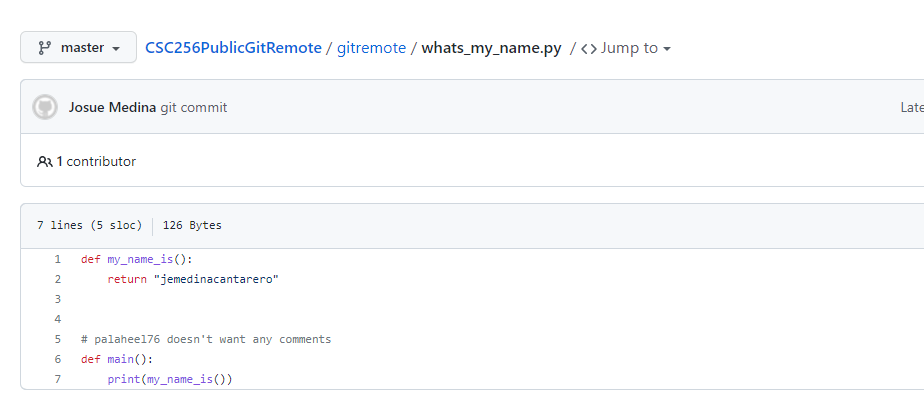 master CSC256PublicGitRemote / gitremote / whats_my_name.py / <> Jump to
Josue Medina git commit Late
1 contributor
7 lines (5 sloc) 126 Bytes
1 def my_name_is():
2     return "jemedinacantarero"
3
4
5 # palaheel76 doesn't want any comments
6 def main():
7     print(my_name_is())